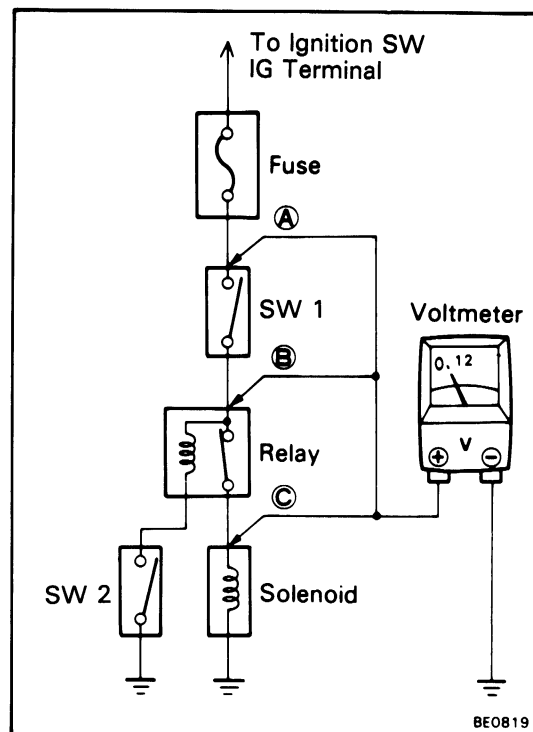 To Ignition SW
IG Terminal
Fuse
A
SW 1
Voltmeter
0. 12
B
V
Relay
+ −
C
SW 2
Solenoid
BE0819